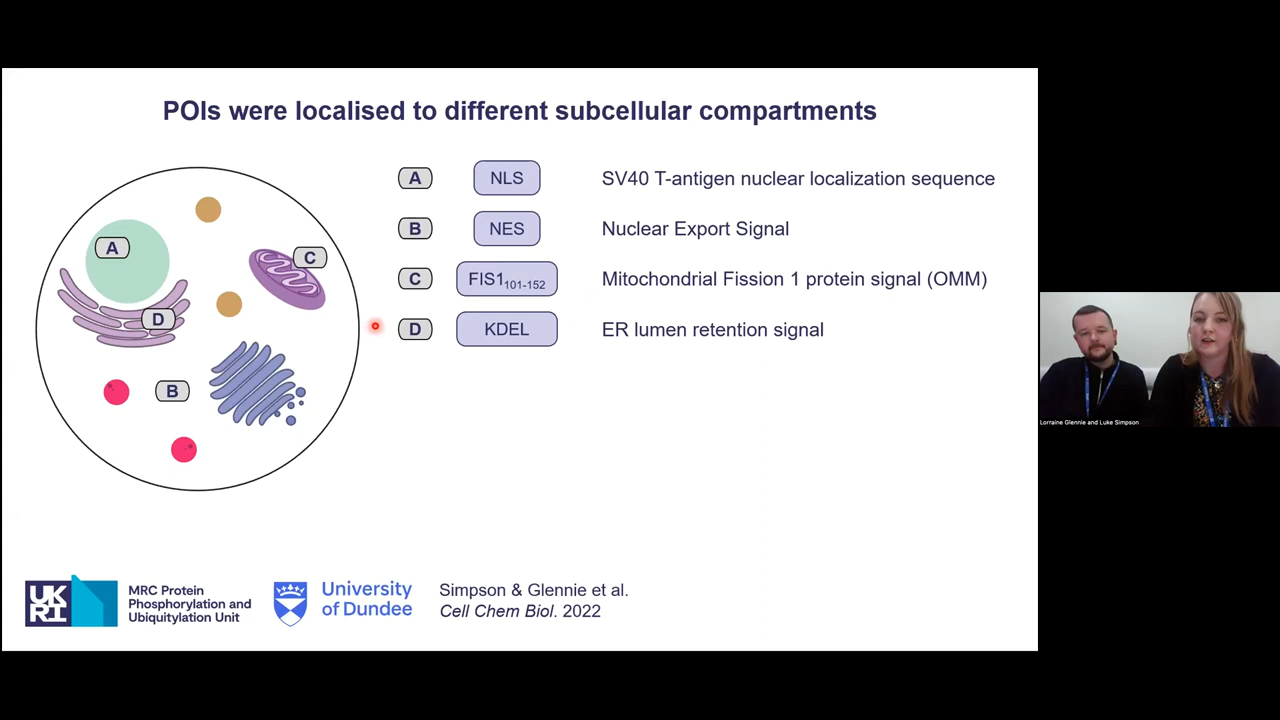 POIs were localised to different subcellular compartments
A NLS SV40 T-antigen nuclear localization sequence
B NES Nuclear Export Signal
C FIS1101-152 Mitochondrial Fission 1 protein signal (OMM)
D KDEL ER lumen retention signal
A
C
D
B
UK
RI
MRC Protein
Phosphorylation and
Ubiquitylation Unit
University
of Dundee
Simpson & Glennie et al.
Cell Chem Biol. 2022
Lorraine Glennie and Luke Simpson